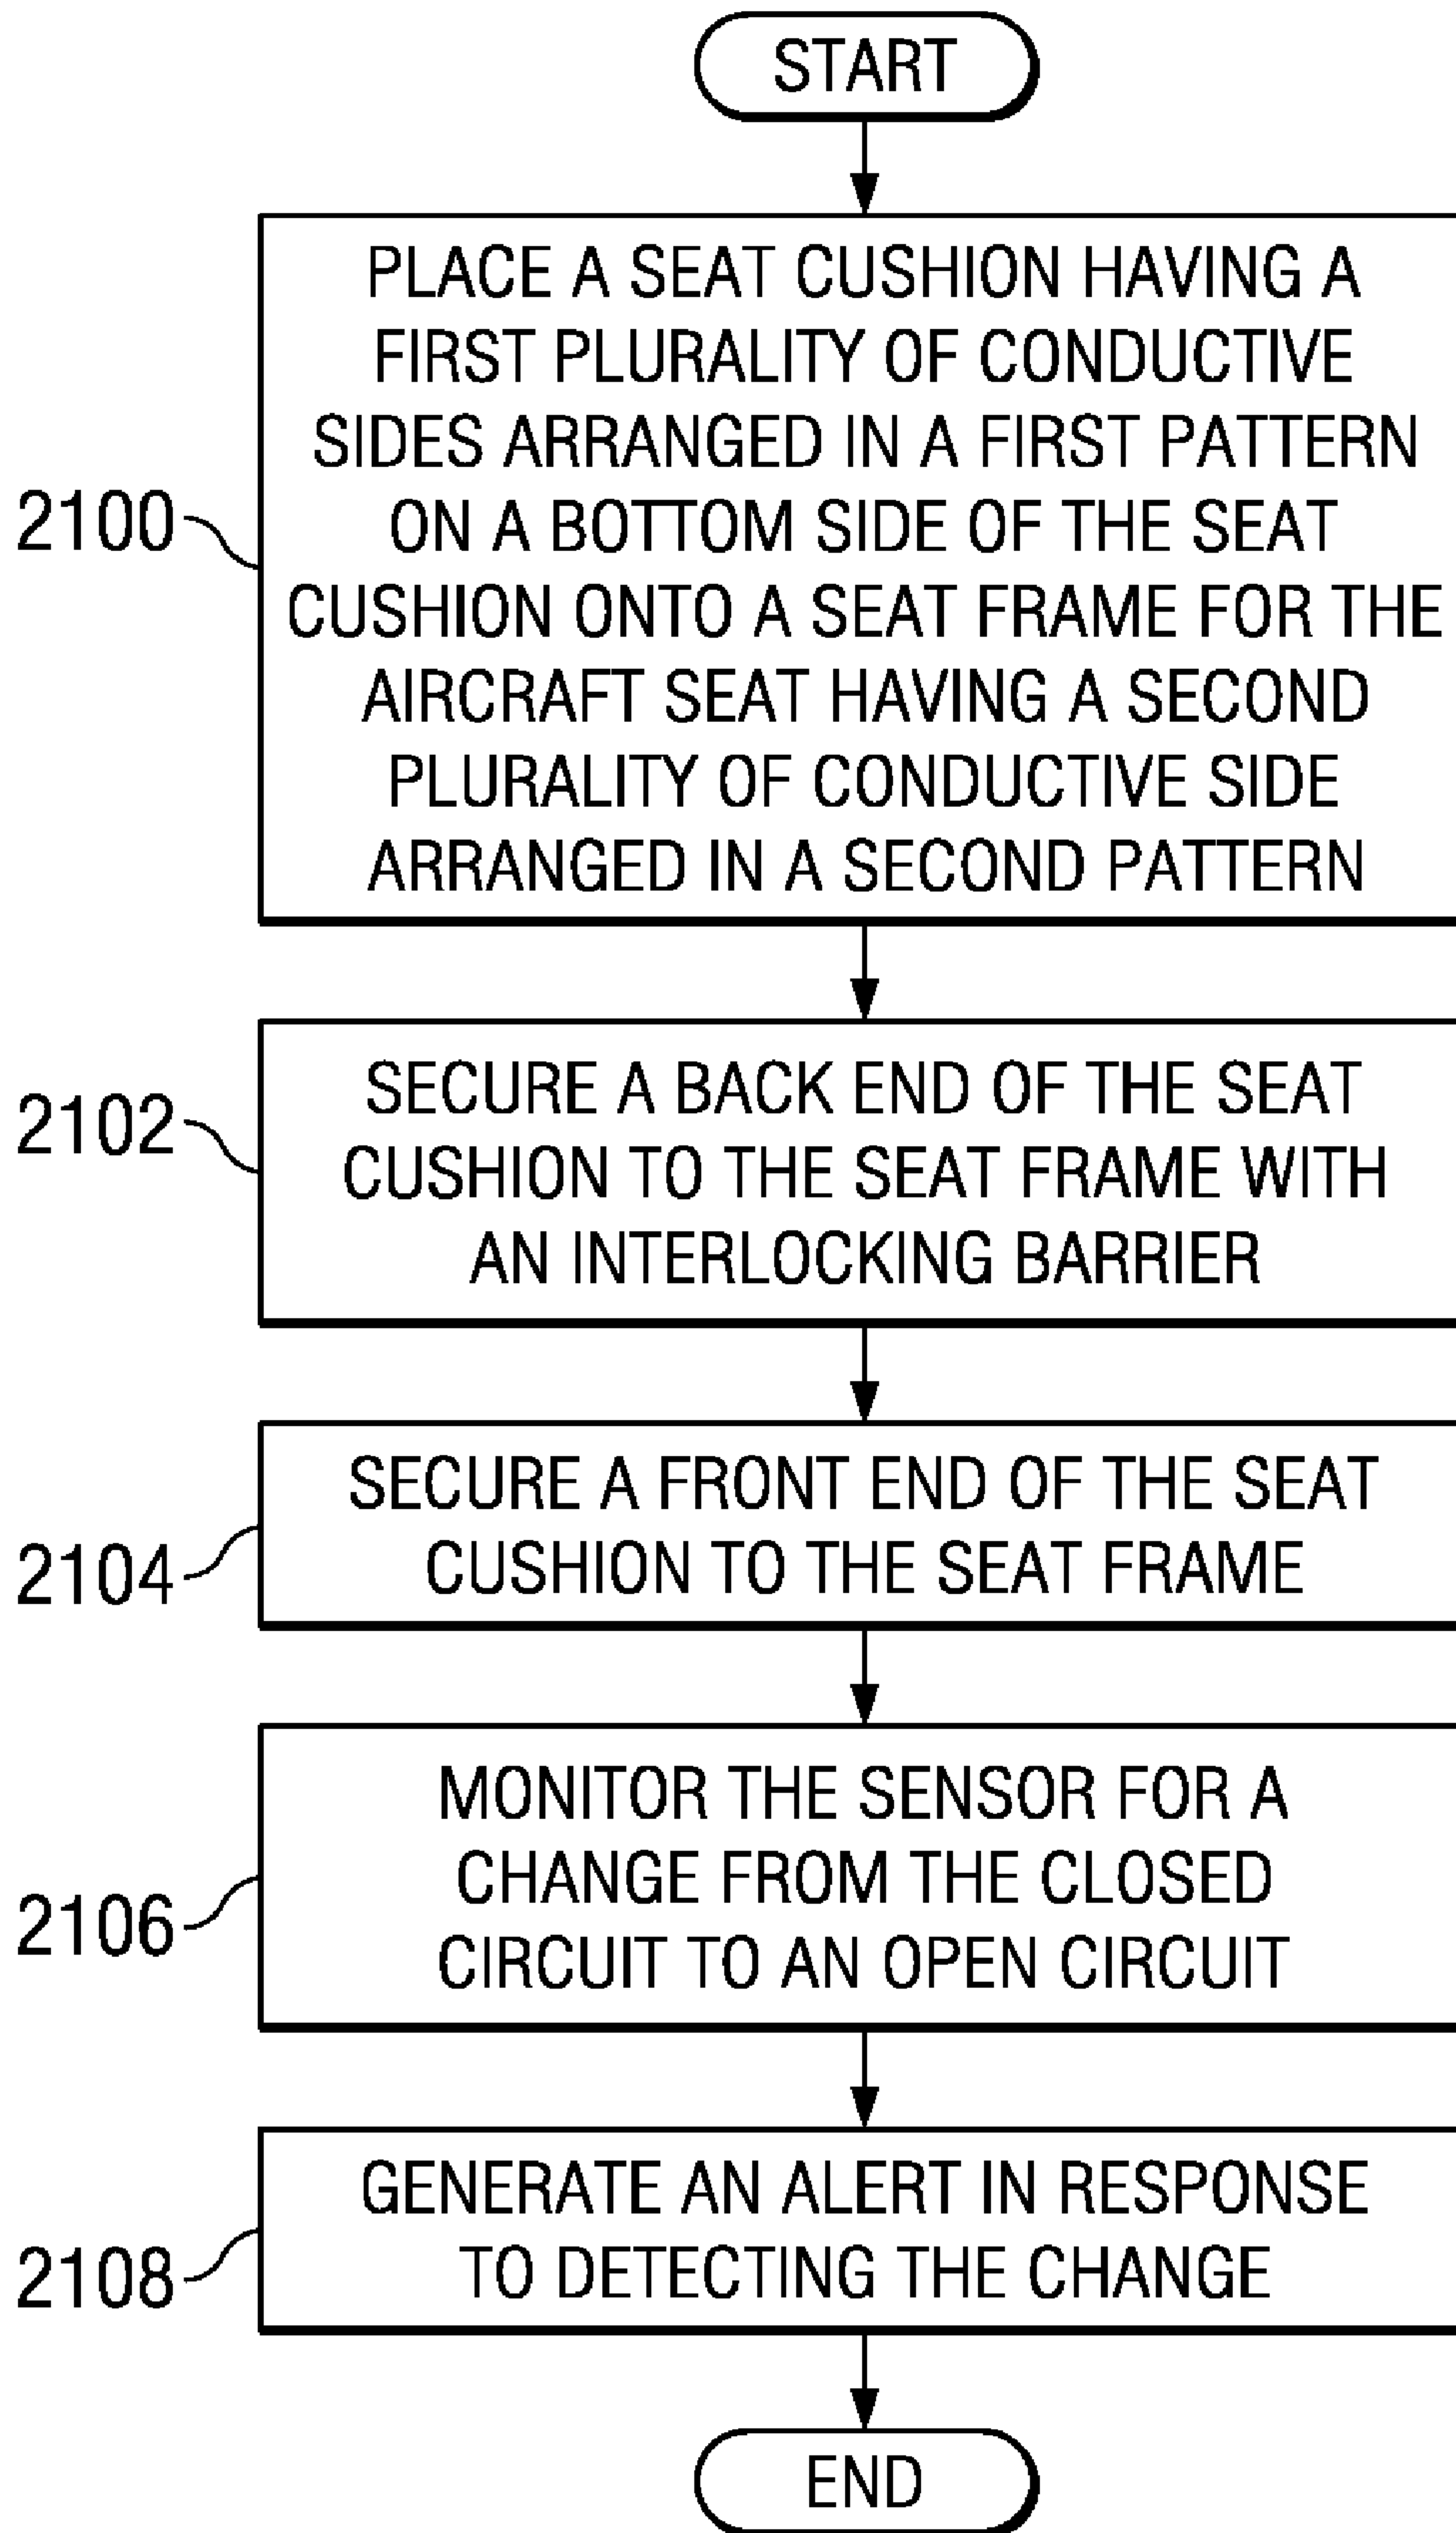 START
PLACE A SEAT CUSHION HAVING A
FIRST PLURALITY OF CONDUCTIVE
SIDES ARRANGED IN A FIRST PATTERN
ON A BOTTOM SIDE OF THE SEAT
CUSHION ONTO A SEAT FRAME FOR THE
AIRCRAFT SEAT HAVING A SECOND
PLURALITY OF CONDUCTIVE SIDE
ARRANGED IN A SECOND PATTERN
2100
SECURE A BACK END OF THE SEAT
CUSHION TO THE SEAT FRAME WITH
AN INTERLOCKING BARRIER
2102
SECURE A FRONT END OF THE SEAT
CUSHION TO THE SEAT FRAME
2104
MONITOR THE SENSOR FOR A
CHANGE FROM THE CLOSED
CIRCUIT TO AN OPEN CIRCUIT
2106
GENERATE AN ALERT IN RESPONSE
TO DETECTING THE CHANGE
2108
END